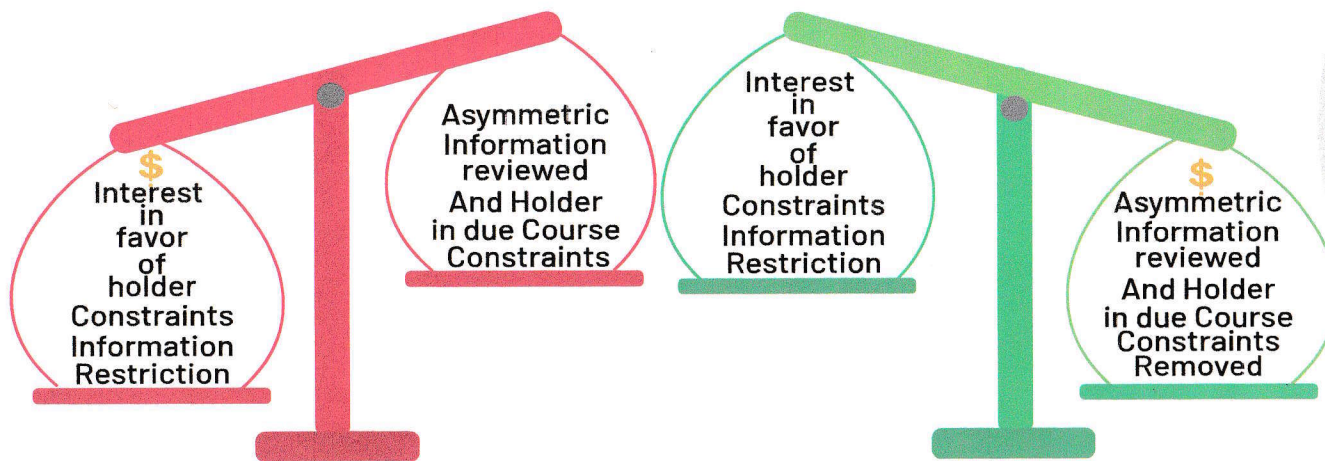 $
Interest
in
favor
of
holder
Constraints
Information
Restriction
Asymmetric
Information
reviewed
And Holder
in due Course
Constraints
Interest
in
favor
of
holder
Constraints
Information
Restriction
$
Asymmetric
Information
reviewed
And Holder
in due Course
Constraints
Removed